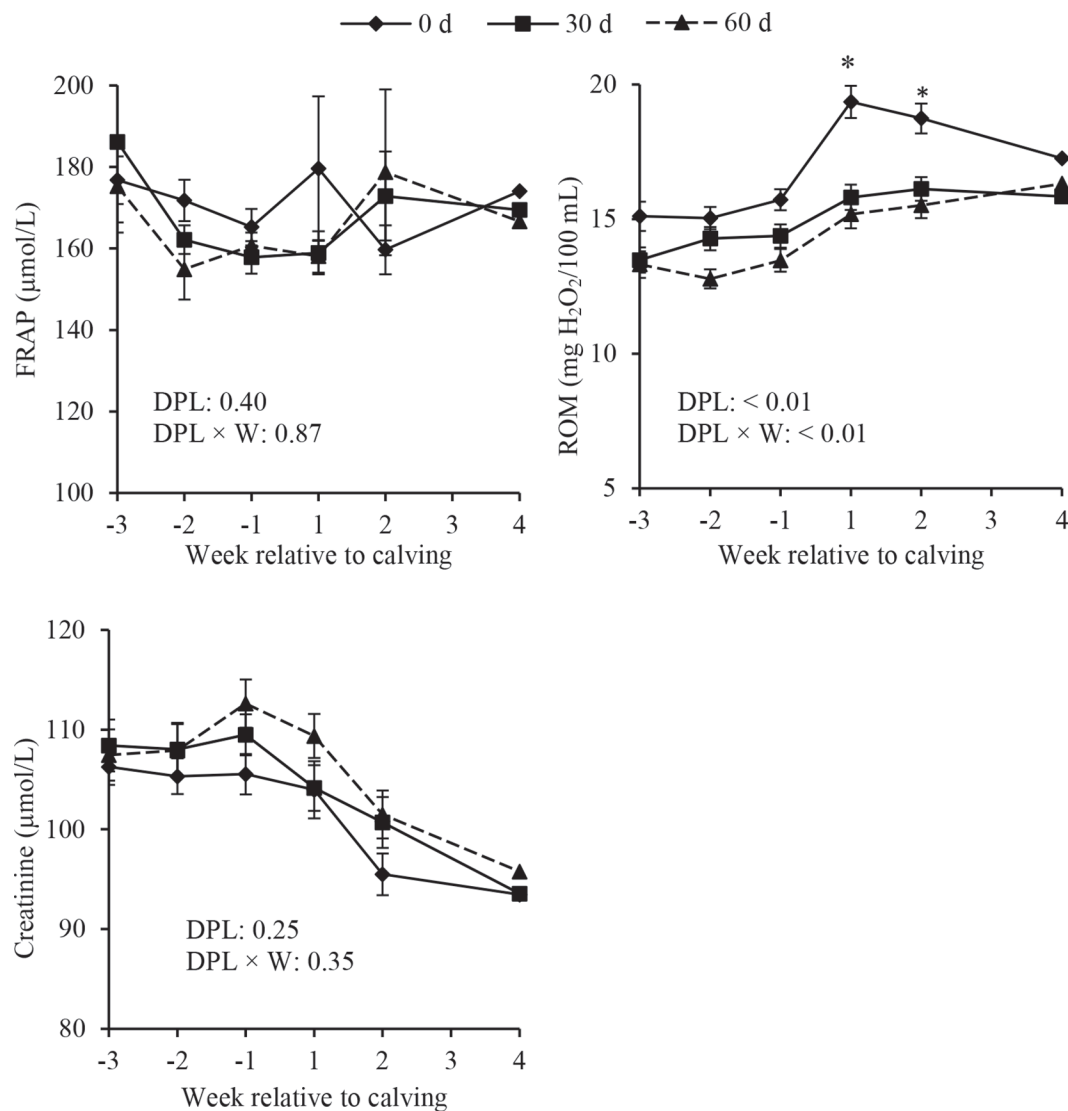 0 d 30 d 60 d
FRAP (µmol/L)
200
180
160
140
120
100
DPL: 0.40
DPL × W: 0.87
-3 -2 -1 1 2 3 4
Week relative to calving
ROM (mg H₂O₂/100 mL)
20
15
10
5
* *
DPL: < 0.01
DPL × W: < 0.01
-3 -2 -1 1 2 3 4
Week relative to calving
Creatinine (µmol/L)
120
110
100
90
80
DPL: 0.25
DPL × W: 0.35
-3 -2 -1 1 2 3 4
Week relative to calving